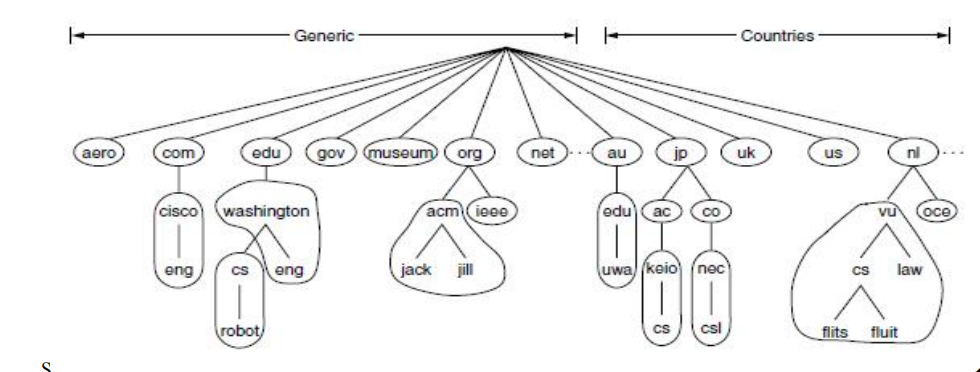 Generic Countries
aero com edu gov museum org net au jp uk us nl
cisco washington acm ieee edu ac co vu oce
eng cs eng jack jill uwa keio nec cs law
robot cs csl flits fluit
S